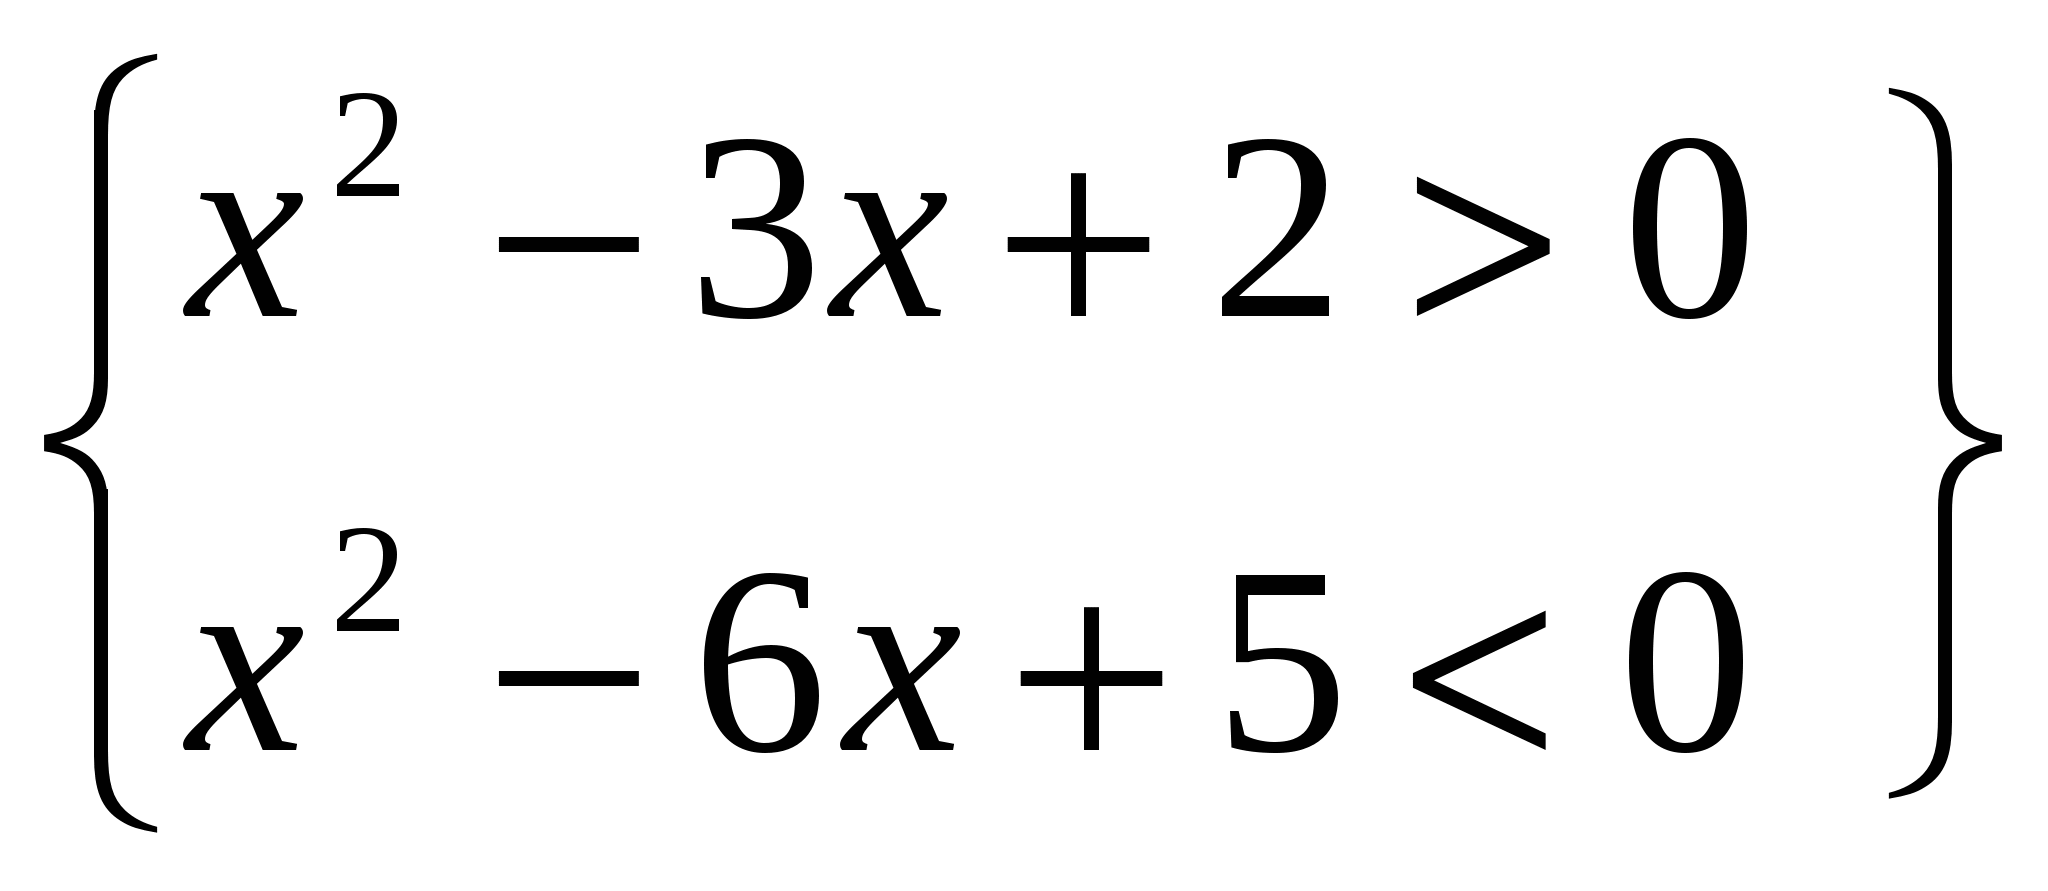 { x² − 3x + 2 > 0
x² − 6x + 5 < 0 }